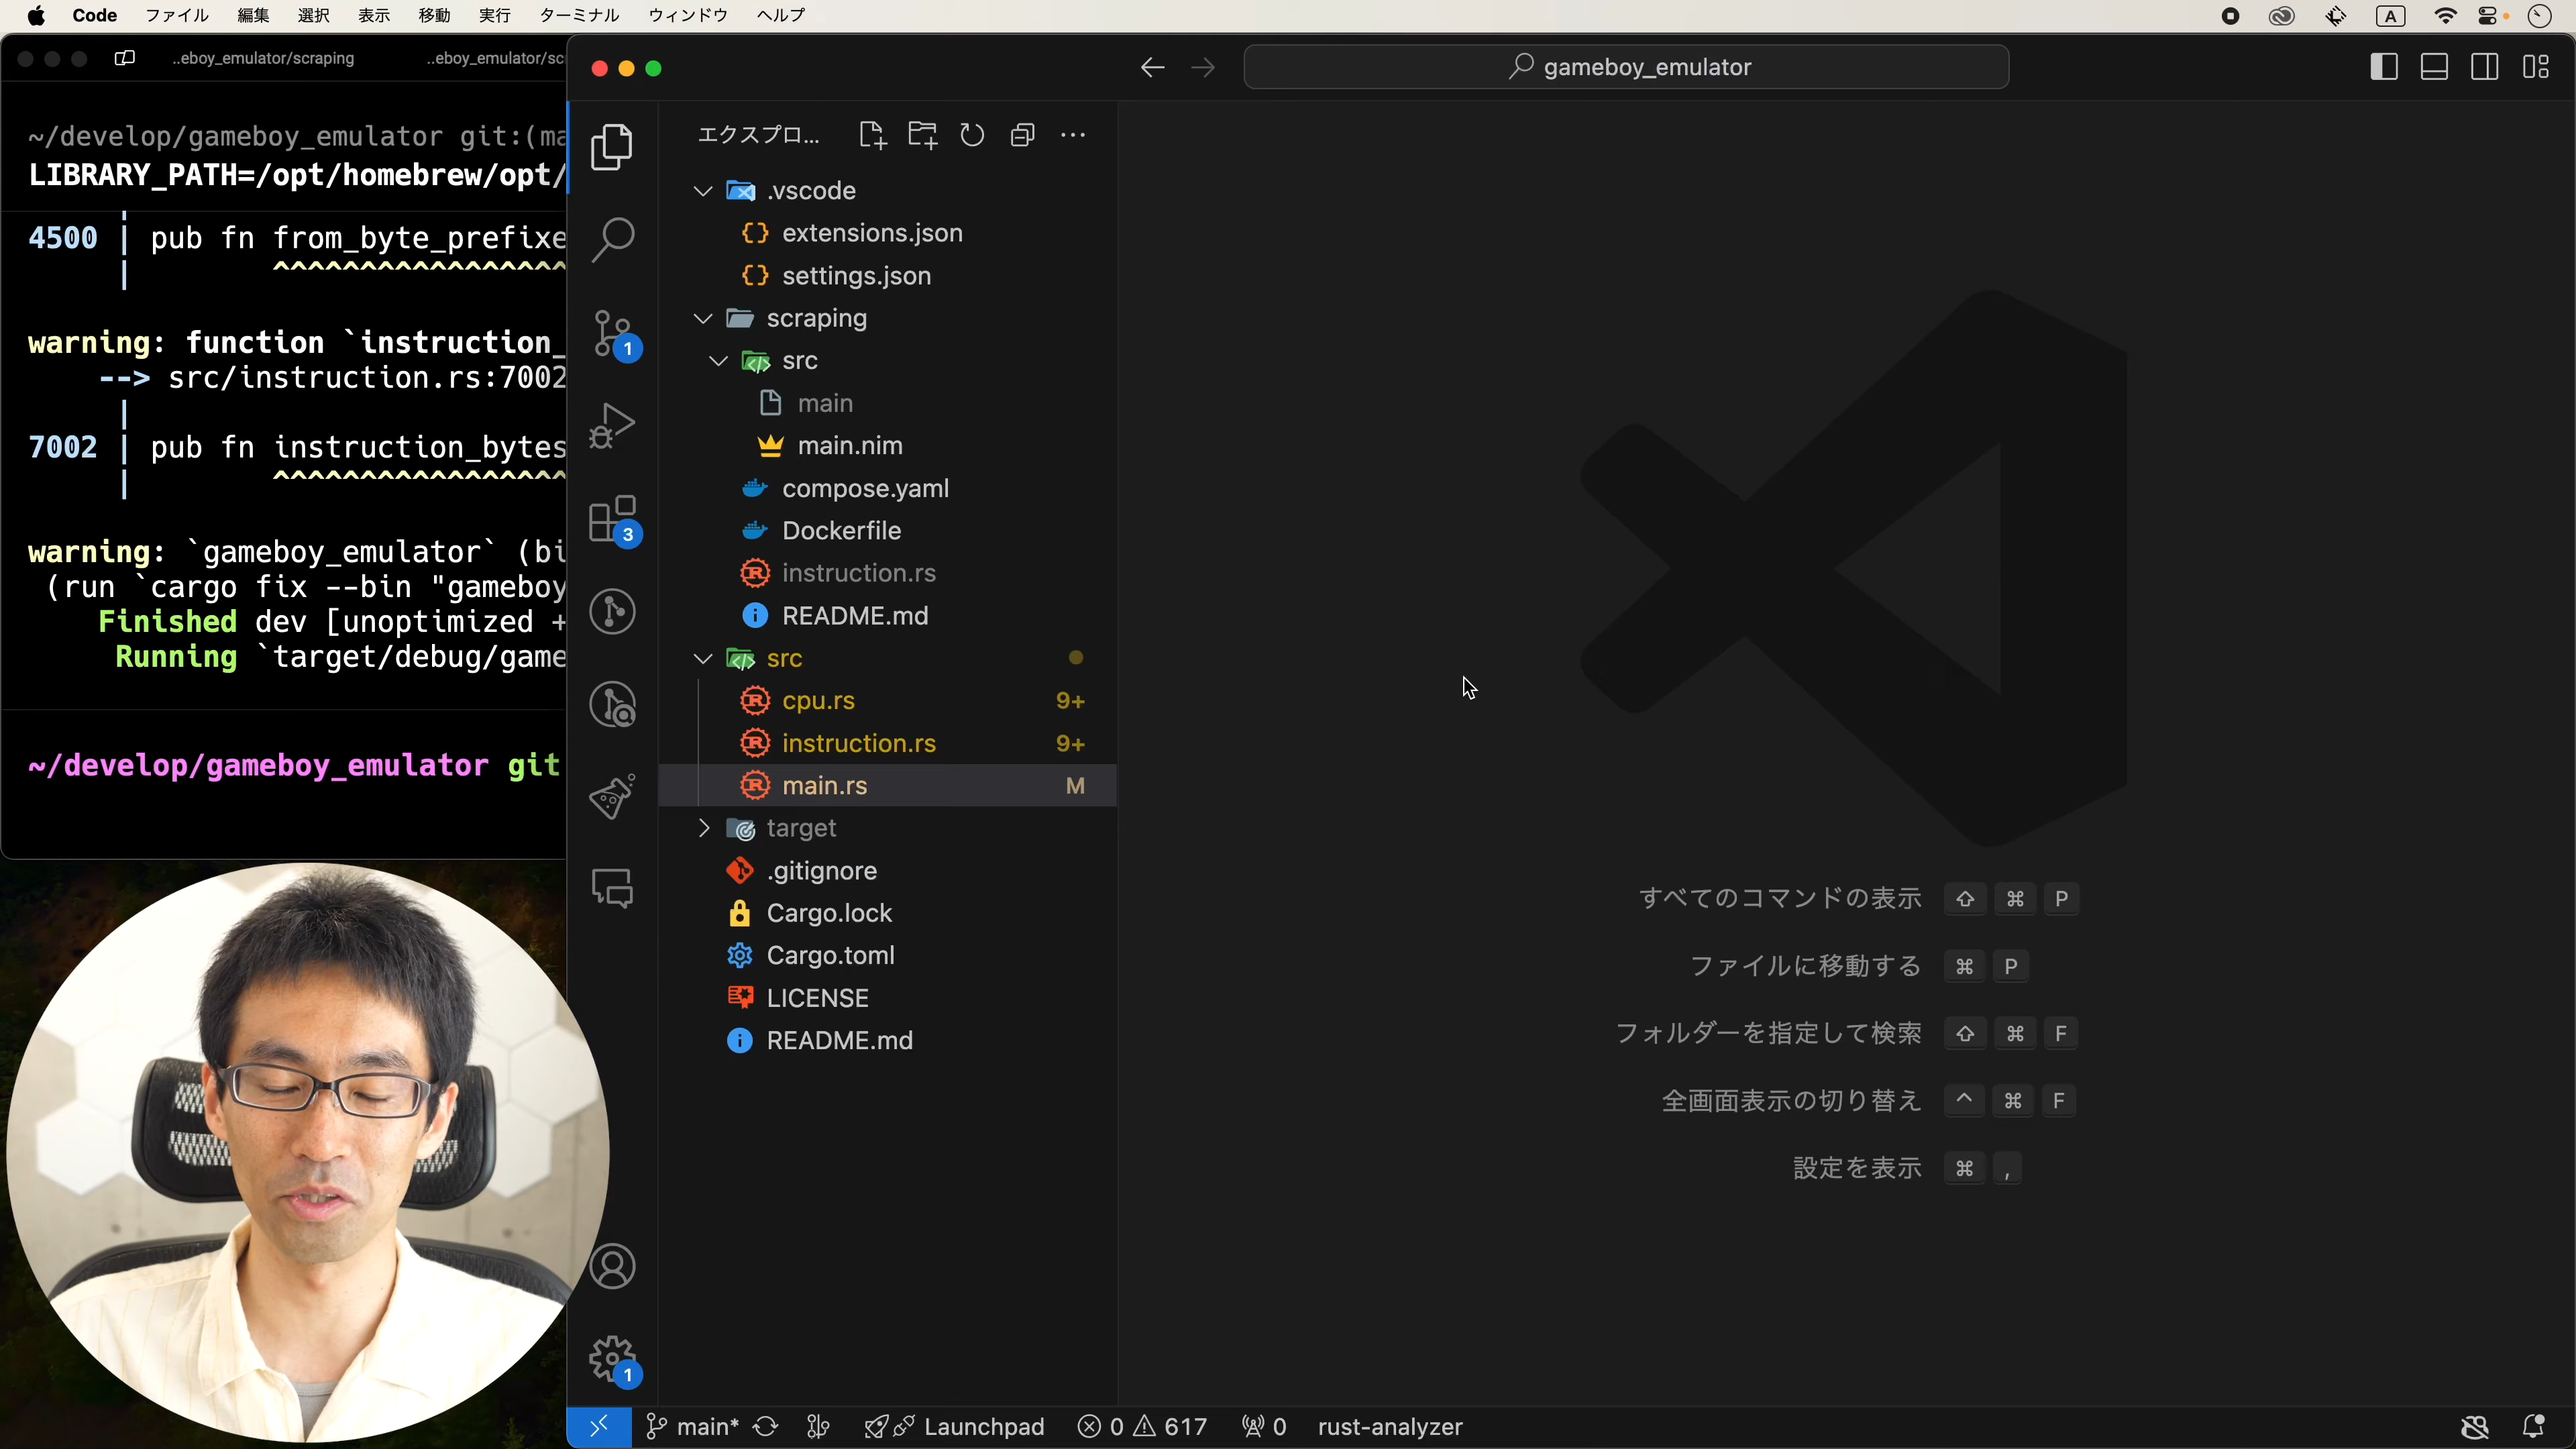 Code ファイル 編集 選択 表示 移動 実行 ターミナル ウィンドウ ヘルプ A
..eboy_emulator/scraping ..eboy_emulator/sc
~/develop/gameboy_emulator git:(ma
LIBRARY_PATH=/opt/homebrew/opt/
4500 | pub fn from_byte_prefixe
|
warning: function `instruction_
--> src/instruction.rs:7002
|
7002 | pub fn instruction_bytes
|
warning: `gameboy_emulator` (bi
(run `cargo fix --bin "gameboy
Finished dev [unoptimized +
Running `target/debug/game
~/develop/gameboy_emulator git
gameboy_emulator
エクスプロ...
1
3
1
.vscode
{} extensions.json
{} settings.json
scraping
src
main
main.nim
compose.yaml
Dockerfile
instruction.rs
README.md
src
cpu.rs 9+
instruction.rs 9+
main.rs M
target
.gitignore
Cargo.lock
Cargo.toml
LICENSE
README.md
すべてのコマンドの表示 ⇧ ⌘ P
ファイルに移動する ⌘ P
フォルダーを指定して検索 ⇧ ⌘ F
全画面表示の切り替え ^ ⌘ F
設定を表示 ⌘ ,
main* Launchpad 0 617 0 rust-analyzer